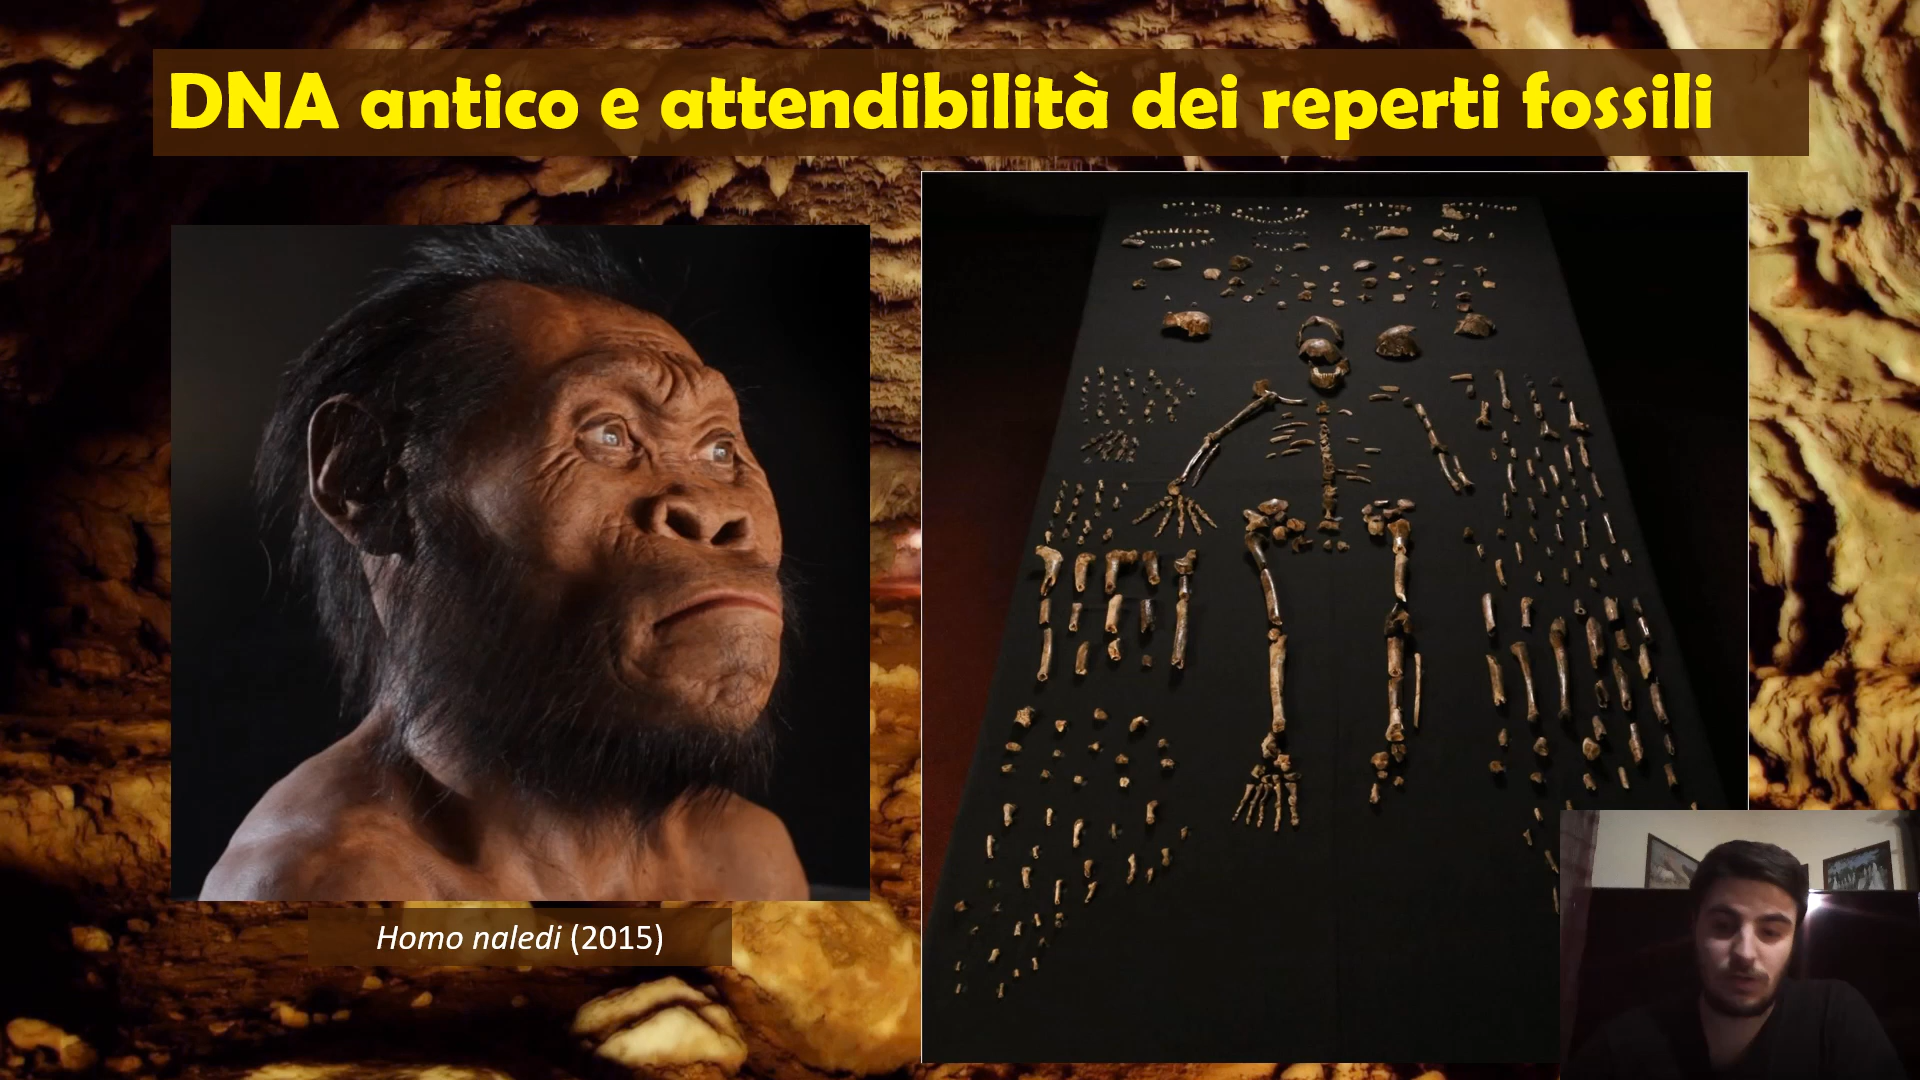 DNA antico e attendibilità dei reperti fossili
Homo naledi (2015)